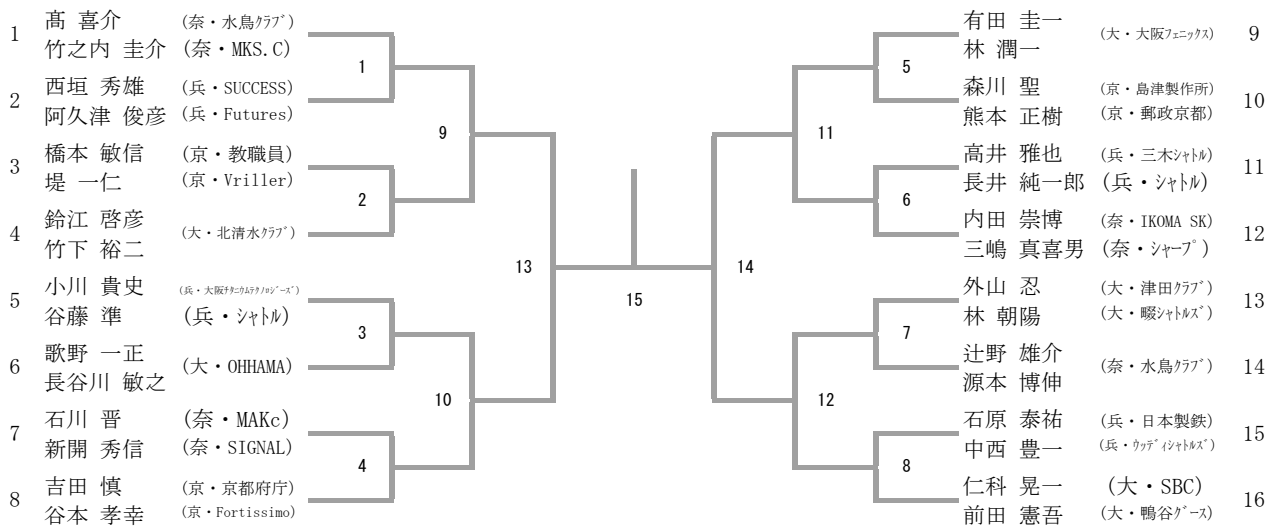 1 髙 喜介 (奈・水鳥ｸﾗﾌﾞ)
竹之内 圭介 (奈・MKS.C)
2 西垣 秀雄 (兵・SUCCESS)
阿久津 俊彦 (兵・Futures)
3 橋本 敏信 (京・教職員)
堤 一仁 (京・Vriller)
4 鈴江 啓彦 (大・北清水ｸﾗﾌﾞ)
竹下 裕二
5 小川 貴史 (兵・大阪ﾁﾀﾆｳﾑﾃｸﾉﾛｼﾞｰｽﾞ)
谷藤 準 (兵・ｼｬﾄﾙ)
6 歌野 一正 (大・OHHAMA)
長谷川 敏之
7 石川 晋 (奈・MAKc)
新開 秀信 (奈・SIGNAL)
8 吉田 慎 (京・京都府庁)
谷本 孝幸 (京・Fortissimo)
1
2
3
4
9
10
13
15
14
11
12
5
6
7
8
有田 圭一 (大・大阪ﾌｪﾆｯｸｽ) 9
林 潤一
森川 聖 (京・島津製作所) 10
熊本 正樹 (京・郵政京都)
高井 雅也 (兵・三木ｼｬﾄﾙ) 11
長井 純一郎 (兵・ｼｬﾄﾙ)
内田 崇博 (奈・IKOMA SK) 12
三嶋 真喜男 (奈・ｼｬｰﾌﾟ)
外山 忍 (大・津田ｸﾗﾌﾞ) 13
林 朝陽 (大・畷ｼｬﾄﾙｽﾞ)
辻野 雄介 (奈・水鳥ｸﾗﾌﾞ) 14
源本 博伸
石原 泰祐 (兵・日本製鉄) 15
中西 豊一 (兵・ｳｯﾃﾞｨｼｬﾄﾙｽﾞ)
仁科 晃一 (大・SBC) 16
前田 憲吾 (大・鴨谷ｸﾞｰｽ)